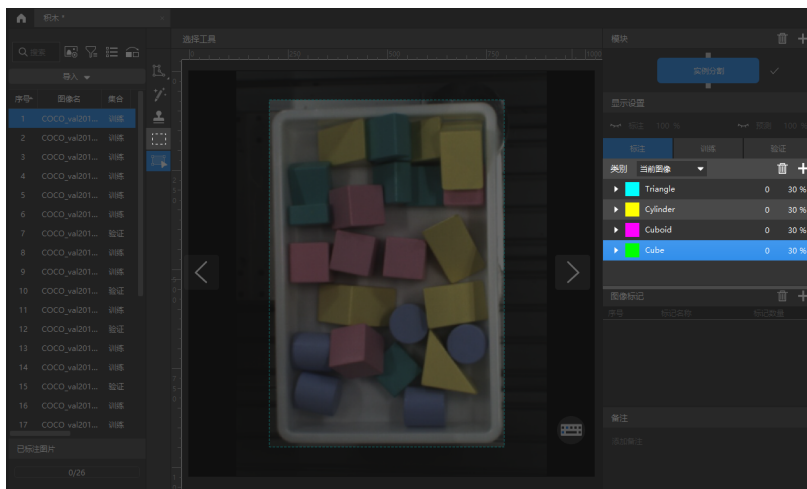 积木 *
选择工具
模块
搜索
导入
实例分割
序号 图像名 集合
显示设置
标注 100 %
预测 100 %
标注 训练 验证
类别 当前图像
Triangle 0 30 %
Cylinder 0 30 %
Cuboid 0 30 %
Cube 0 30 %
图像标记
序号 标记名称 标记数量
备注
添加备注
1 COCO_val201... 训练
2 COCO_val201... 训练
3 COCO_val201... 训练
4 COCO_val201... 训练
5 COCO_val201... 训练
6 COCO_val201... 训练
7 COCO_val201... 验证
8 COCO_val201... 训练
9 COCO_val201... 训练
10 COCO_val201... 验证
11 COCO_val201... 训练
12 COCO_val201... 验证
13 COCO_val201... 训练
14 COCO_val201... 训练
15 COCO_val201... 验证
16 COCO_val201... 训练
17 COCO_val201... 训练
已标注图片
0/26
0 250 500 750 1000